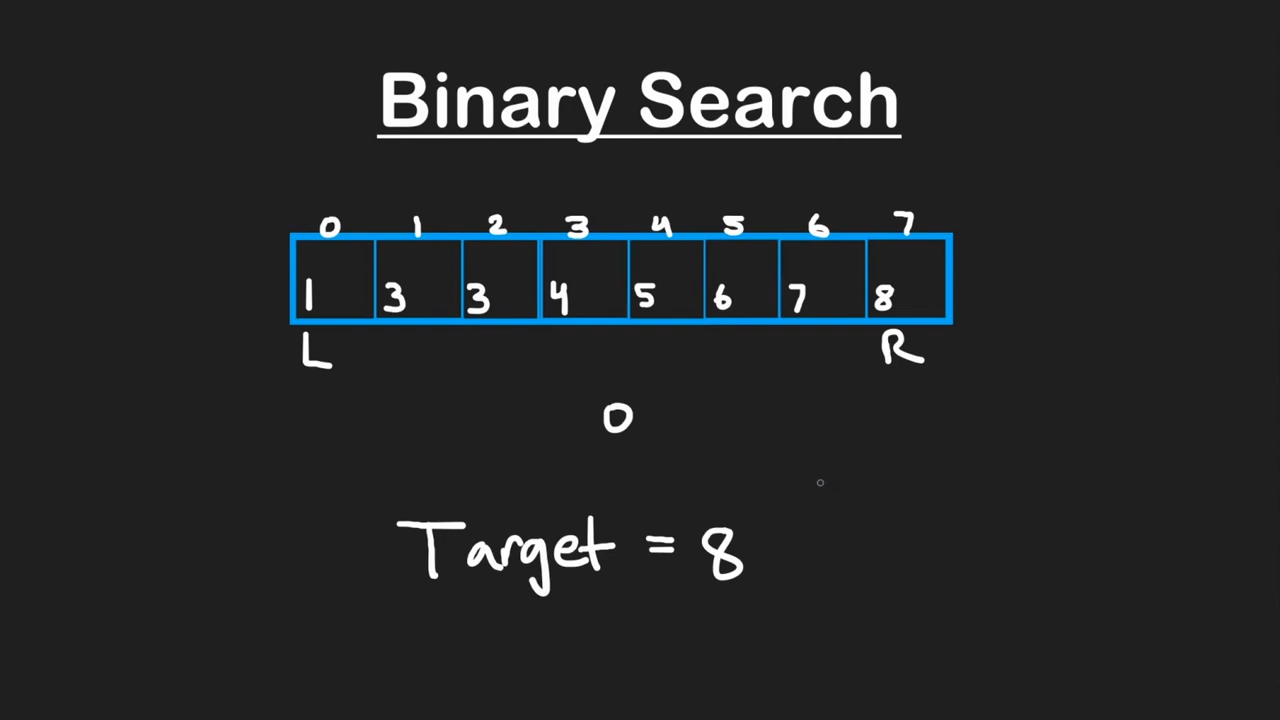 Binary Search
0 1 2 3 4 5 6 7
1 3 3 4 5 6 7 8
L R
0
Target = 8